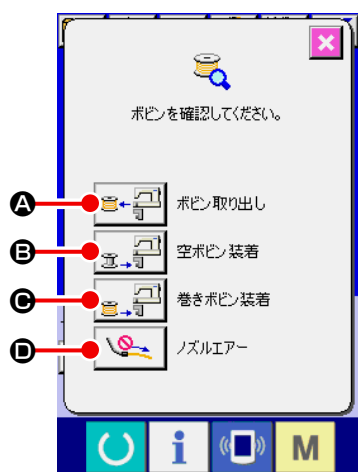 ボビンを確認してください。
A ボビン取り出し
B 空ボビン装着
C 巻きボビン装着
D ノズルエアー
i M